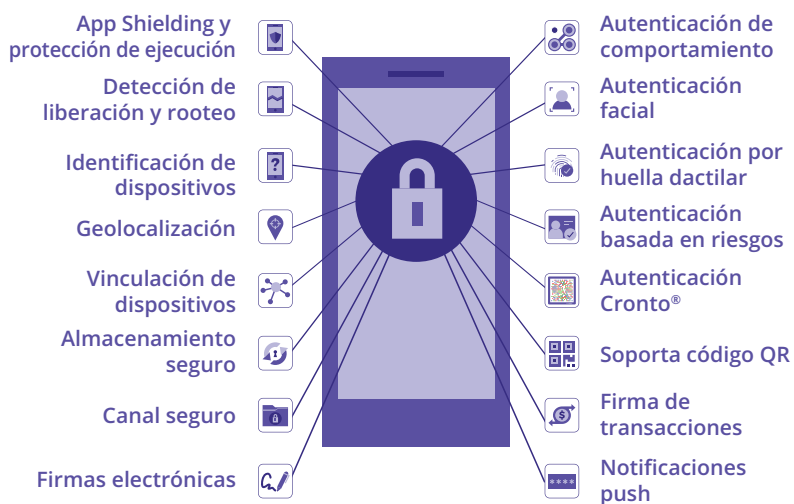 App Shielding y
protección de ejecución
Detección de
liberación y rooteo
Identificación de
dispositivos
Geolocalización
Vinculación de
dispositivos
Almacenamiento
seguro
Canal seguro
Firmas electrónicas
Autenticación de
comportamiento
Autenticación
facial
Autenticación por
huella dactilar
Autenticación
basada en riesgos
Autenticación
Cronto®
Soporta código QR
Firma de
transacciones
Notificaciones
push